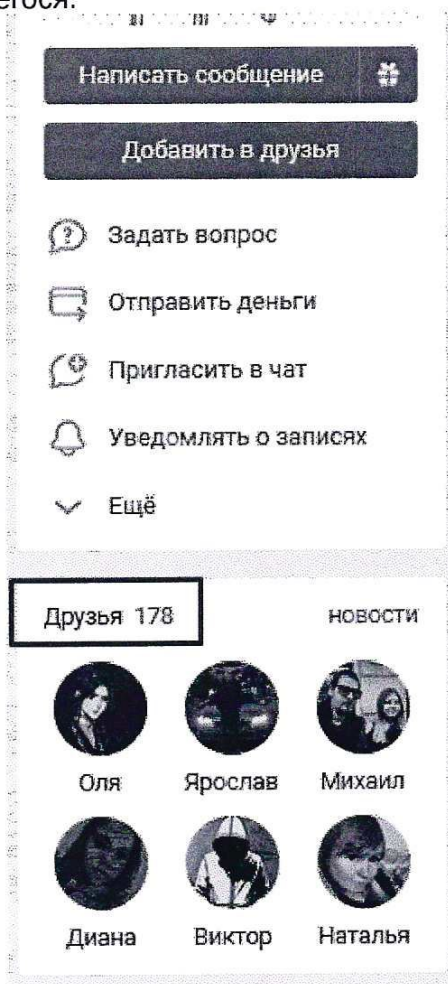 егося.
Написать сообщение
Добавить в друзья
Задать вопрос
Отправить деньги
Пригласить в чат
Уведомлять о записях
Ещё
Друзья 178 новости
Оля Ярослав Михаил
Диана Виктор Наталья